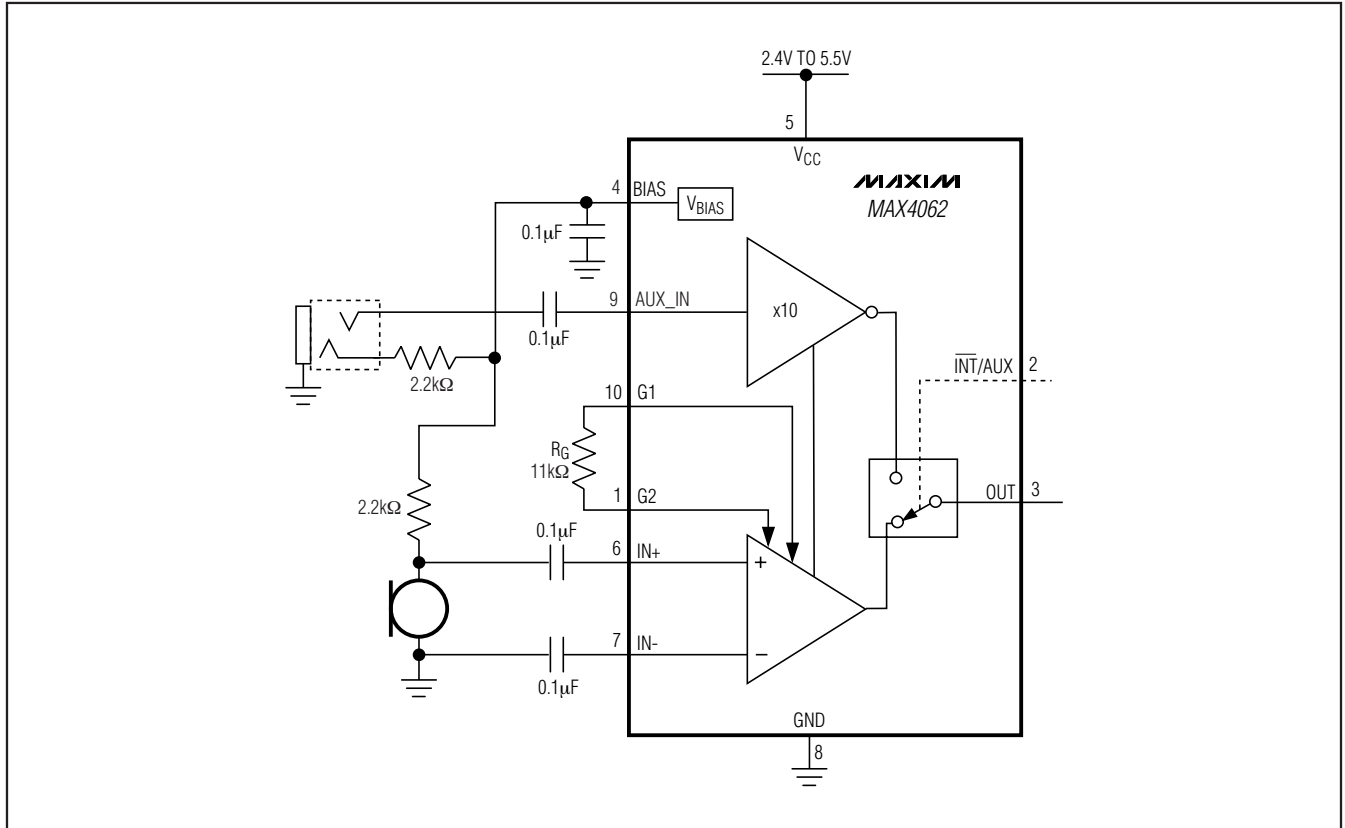 2.4V TO 5.5V
5
VCC
MAXIM
MAX4062
4 BIAS
VBIAS
0.1μF
9 AUX_IN
x10
0.1μF
2.2kΩ
INT/AUX 2
10 G1
RG
11kΩ
2.2kΩ
1 G2
OUT 3
0.1μF
6 IN+
+
7 IN-
−
0.1μF
GND
8